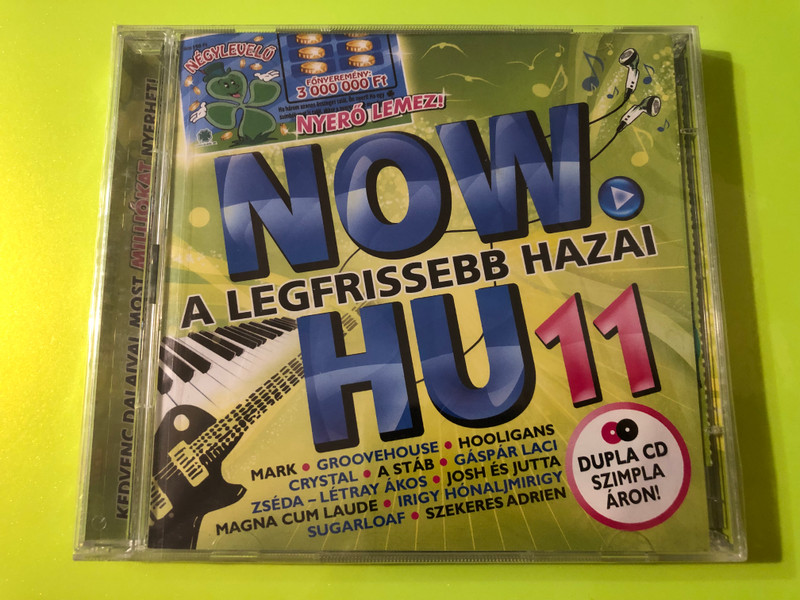 NÉGYLEVELŰ
FŐNYEREMÉNY:
3 000 000 Ft
NYERŐ LEMEZ!
NOW.
A LEGFRISSEBB HAZAI
HU 11
MARK • GROOVEHOUSE • HOOLIGANS
CRYSTAL • A STÁB • GÁSPÁR LACI
ZSÉDA – LÉTRAY ÁKOS • JOSH ÉS JUTTA
MAGNA CUM LAUDE • IRIGY HÓNALJMIRIGY
SUGARLOAF • SZEKERES ADRIEN
DUPLA CD
SZIMPLA
ÁRON!
KEDVENC DALAIVAL MOST MILLIÓKAT NYERHET!